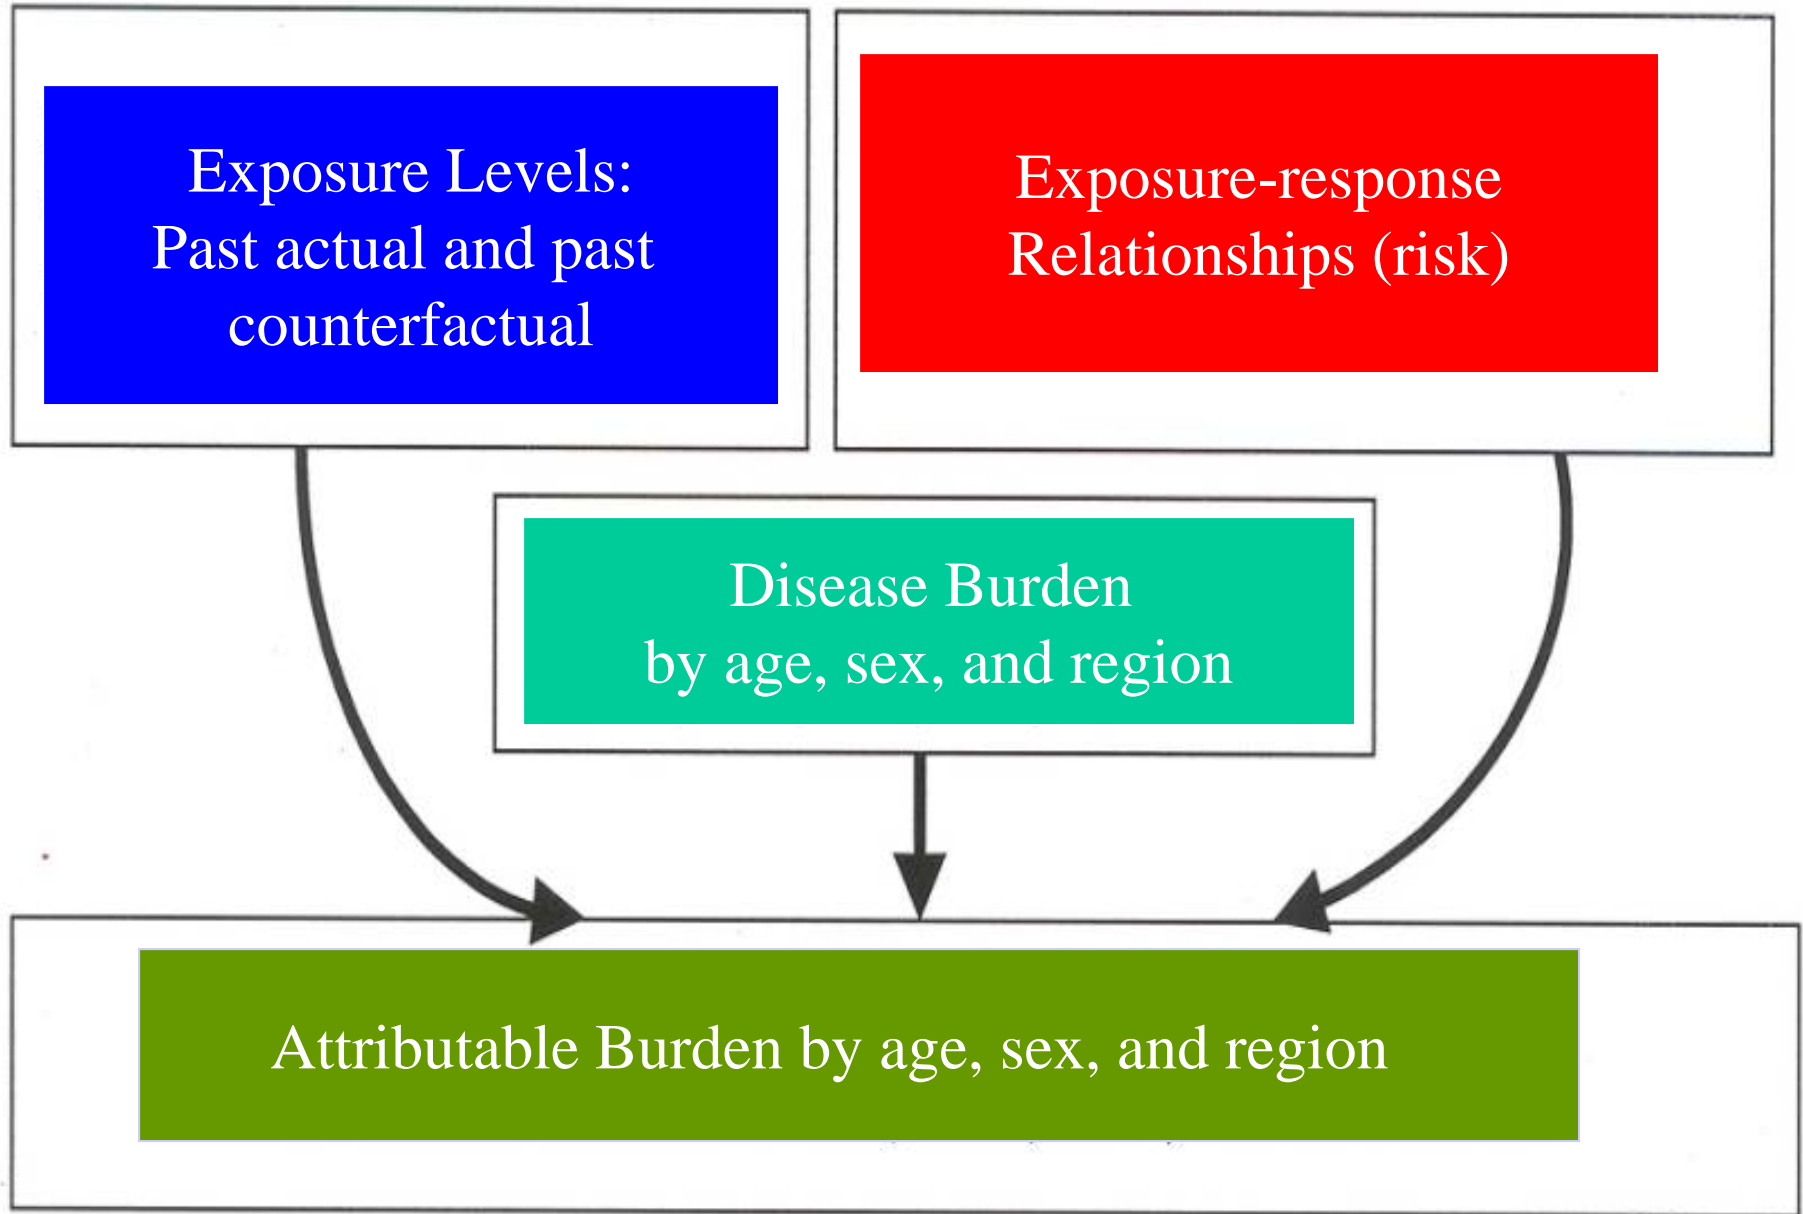 Exposure Levels:
Past actual and past
counterfactual
Exposure-response
Relationships (risk)
Disease Burden
by age, sex, and region
Attributable Burden by age, sex, and region